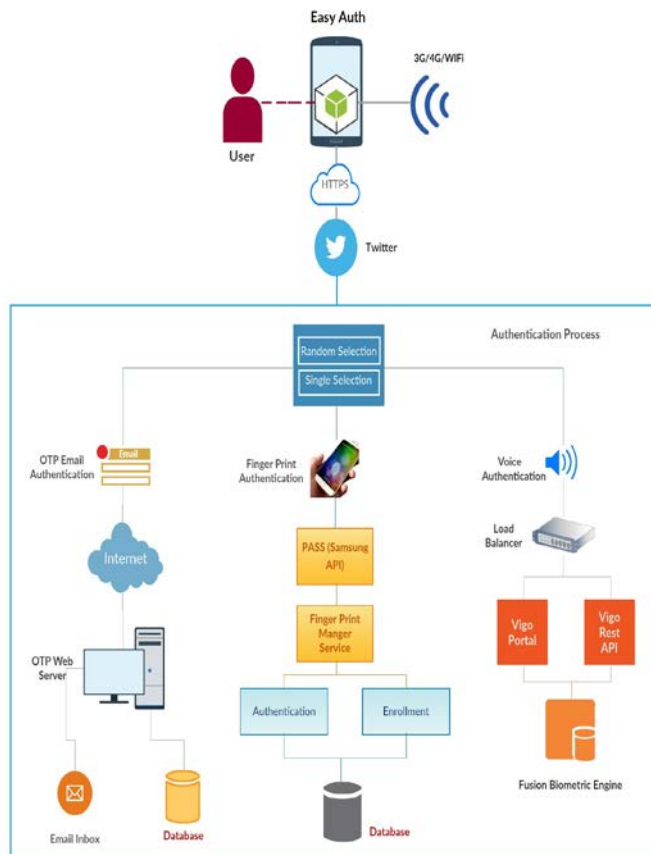 Easy Auth
3G/4G/WIFi
User
HTTPS
Twitter
Authentication Process
Random Selection
Single Selection
OTP Email
Authentication
Email
Finger Print
Authentication
Voice
Authentication
Internet
PASS (Samsung
API)
Load
Balancer
Finger Print
Manger
Service
Vigo
Portal
Vigo
Rest
API
OTP Web
Server
Authentication
Enrollment
Fusion Biometric Engine
Email Inbox
Database
Database